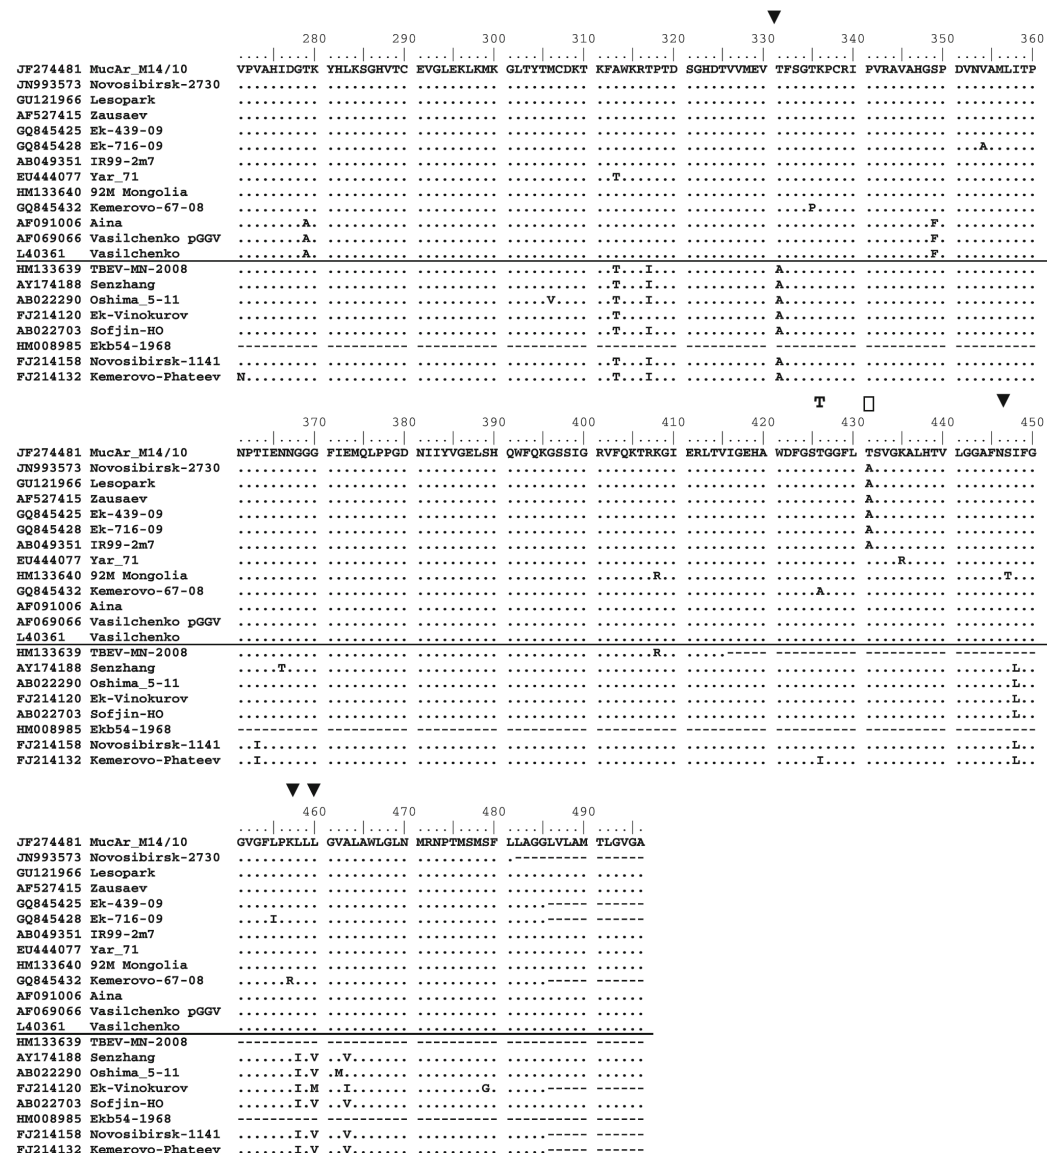 ▼
280 290 300 310 320 330 340 350 360
JF274481 MucAr_M14/10 VPVAHIDGTK YHLKSGHVTC EVGLEKLKMK GLTYTMCDKT KFAWKRTPTD SGHDTVVMEV TFSGTKPCRI PVRAVAHGSP DVNVAMLITP
JN993573 Novosibirsk-2730 .......... .......... .......... .......... .......... .......... .......... .......... ..........
GU121966 Lesopark .......... .......... .......... .......... .......... .......... .......... .......... ..........
AF527415 Zausaev .......... .......... .......... .......... .......... .......... .......... .......... ..........
GQ845425 Ek-439-09 .......... .......... .......... .......... .......... .......... .......... .......... ..........
GQ845428 Ek-716-09 .......... .......... .......... .......... .......... .......... .......... .......... ...A......
AB049351 IR99-2m7 .......... .......... .......... .......... .......... .......... .......... .......... ..........
EU444077 Yar_71 .......... .......... .......... .......... ..T....... .......... .......... .......... ..........
HM133640 92M Mongolia .......... .......... .......... .......... .......... .......... .......... .......... ..........
GQ845432 Kemerovo-67-08 .......... .......... .......... .......... .......... .......... ....P..... .......... ..........
AF091006 Aina ........A. .......... .......... .......... .......... .......... .......... ........F. ..........
AF069066 Vasilchenko pGGV ........A. .......... .......... .......... .......... .......... .......... ........F. ..........
L40361 Vasilchenko ........A. .......... .......... .......... .......... .......... .......... ........F. ..........
HM133639 TBEV-MN-2008 .......... .......... .......... .......... ..T...I... .......... A......... .......... ..........
AY174188 Senzhang .......... .......... .......... .......... ..T...I... .......... A......... .......... ..........
AB022290 Oshima_5-11 .......... .......... .......... .....V.... ..T...I... .......... A......... .......... ..........
FJ214120 Ek-Vinokurov .......... .......... .......... .......... ..T....... .......... A......... .......... ..........
AB022703 Sofjin-HO .......... .......... .......... .......... ..T...I... .......... A......... .......... ..........
HM008985 Ekb54-1968 ---------- ---------- ---------- ---------- ---------- ---------- ---------- ---------- ----------
FJ214158 Novosibirsk-1141 .......... .......... .......... .......... ..T...I... .......... A......... .......... ..........
FJ214132 Kemerovo-Phateev N......... .......... .......... .......... ..T...I... .......... A......... .......... ..........
T □ ▼
370 380 390 400 410 420 430 440 450
JF274481 MucAr_M14/10 NPTIENNGGG FIEMQLPPGD NIIYVGELSH QWFQKGSSIG RVFQKTRKGI ERLTVIGEHA WDFGSTGGFL TSVGKALHTV LGGAFNSIFG
JN993573 Novosibirsk-2730 .......... .......... .......... .......... .......... .......... .......... A......... ..........
GU121966 Lesopark .......... .......... .......... .......... .......... .......... .......... A......... ..........
AF527415 Zausaev .......... .......... .......... .......... .......... .......... .......... A......... ..........
GQ845425 Ek-439-09 .......... .......... .......... .......... .......... .......... .......... A......... ..........
GQ845428 Ek-716-09 .......... .......... .......... .......... .......... .......... .......... A......... ..........
AB049351 IR99-2m7 .......... .......... .......... .......... .......... .......... .......... A......... ..........
EU444077 Yar_71 .......... .......... .......... .......... .......... .......... .......... ....R..... ..........
HM133640 92M Mongolia .......... .......... .......... .......... .......R.. .......... .......... .......... ......T...
GQ845432 Kemerovo-67-08 .......... .......... .......... .......... .......... .......... .....A.... .......... ..........
AF091006 Aina .......... .......... .......... .......... .......... .......... .......... .......... ..........
AF069066 Vasilchenko pGGV .......... .......... .......... .......... .......... .......... .......... .......... ..........
L40361 Vasilchenko .......... .......... .......... .......... .......... .......... .......... .......... ..........
HM133639 TBEV-MN-2008 .......... .......... .......... .......... .......R.. .....----- ---------- ---------- ----------
AY174188 Senzhang .....T.... .......... .......... .......... .......... .......... .......... .......... .......L..
AB022290 Oshima_5-11 .......... .......... .......... .......... .......... .......... .......... .......... .......L..
FJ214120 Ek-Vinokurov .......... .......... .......... .......... .......... .......... .......... .......... .......L..
AB022703 Sofjin-HO .......... .......... .......... .......... .......... .......... .......... .......... .......L..
HM008985 Ekb54-1968 ---------- ---------- ---------- ---------- ---------- ---------- ---------- ---------- ----------
FJ214158 Novosibirsk-1141 ..I....... .......... .......... .......... .......... .......... .......... .......... .......L..
FJ214132 Kemerovo-Phateev ..I....... .......... .......... .......... .......... .......... .....I.... .......... .......L..
▼ ▼
460 470 480 490
JF274481 MucAr_M14/10 GVGFLPKLLL GVALAWLGLN MRNPTMSMSF LLAGGLVLAM TLGVGA
JN993573 Novosibirsk-2730 .......... .......... .......... .--------- ------
GU121966 Lesopark .......... .......... .......... .......... ......
AF527415 Zausaev .......... .......... .......... .......... ......
GQ845425 Ek-439-09 .......... .......... .......... .....----- ------
GQ845428 Ek-716-09 ....I..... .......... .......... .....----- ------
AB049351 IR99-2m7 .......... .......... .......... .......... ......
EU444077 Yar_71 .......... .......... .......... .......... ......
HM133640 92M Mongolia .......... .......... .......... .......... ......
GQ845432 Kemerovo-67-08 ......R... .......... .......... .....----- ------
AF091006 Aina .......... .......... .......... .......... ......
AF069066 Vasilchenko pGGV .......... .......... .......... .......... ......
L40361 Vasilchenko .......... .......... .......... .......... ......
HM133639 TBEV-MN-2008 ---------- ---------- ---------- ---------- ------
AY174188 Senzhang .......I.V ..V....... .......... .......... ......
AB022290 Oshima_5-11 .......I.V .M........ .......... .......... ......
FJ214120 Ek-Vinokurov .......I.M ..I....... ........G. .....----- ------
AB022703 Sofjin-HO .......I.V ..V....... .......... .......... ......
HM008985 Ekb54-1968 ---------- ---------- ---------- ---------- ------
FJ214158 Novosibirsk-1141 .......I.V ..V....... .......... .....----- ------
FJ214132 Kemerovo-Phateev .......I.V ..V....... .......... .....----- ------